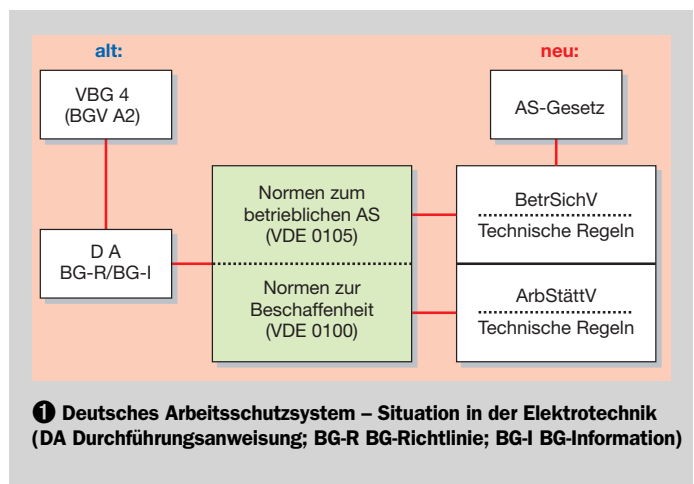 alt:
neu:
VBG 4
(BGV A2)
AS-Gesetz
Normen zum
betrieblichen AS
(VDE 0105)
BetrSichV
Technische Regeln
D A
BG-R/BG-I
Normen zur
Beschaffenheit
(VDE 0100)
ArbStättV
Technische Regeln
❶ Deutsches Arbeitsschutzsystem – Situation in der Elektrotechnik
(DA Durchführungsanweisung; BG-R BG-Richtlinie; BG-I BG-Information)